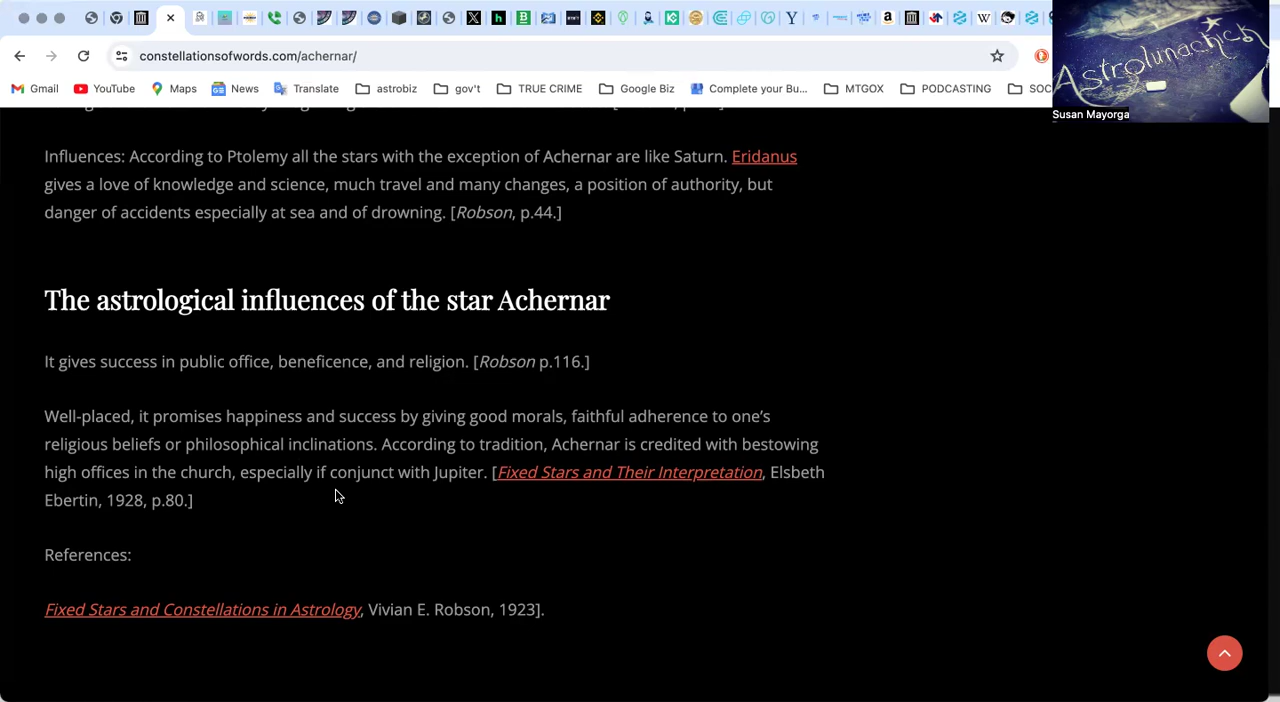 constellationsofwords.com/achernar/
Gmail YouTube Maps News Translate astrobiz gov't TRUE CRIME Google Biz Complete your Bu... MTGOX PODCASTING SOC
Astrolunachick
Susan Mayorga
Influences: According to Ptolemy all the stars with the exception of Achernar are like Saturn. Eridanus
gives a love of knowledge and science, much travel and many changes, a position of authority, but
danger of accidents especially at sea and of drowning. [Robson, p.44.]
The astrological influences of the star Achernar
It gives success in public office, beneficence, and religion. [Robson p.116.]
Well-placed, it promises happiness and success by giving good morals, faithful adherence to one's
religious beliefs or philosophical inclinations. According to tradition, Achernar is credited with bestowing
high offices in the church, especially if conjunct with Jupiter. [Fixed Stars and Their Interpretation, Elsbeth
Ebertin, 1928, p.80.]
References:
Fixed Stars and Constellations in Astrology, Vivian E. Robson, 1923].